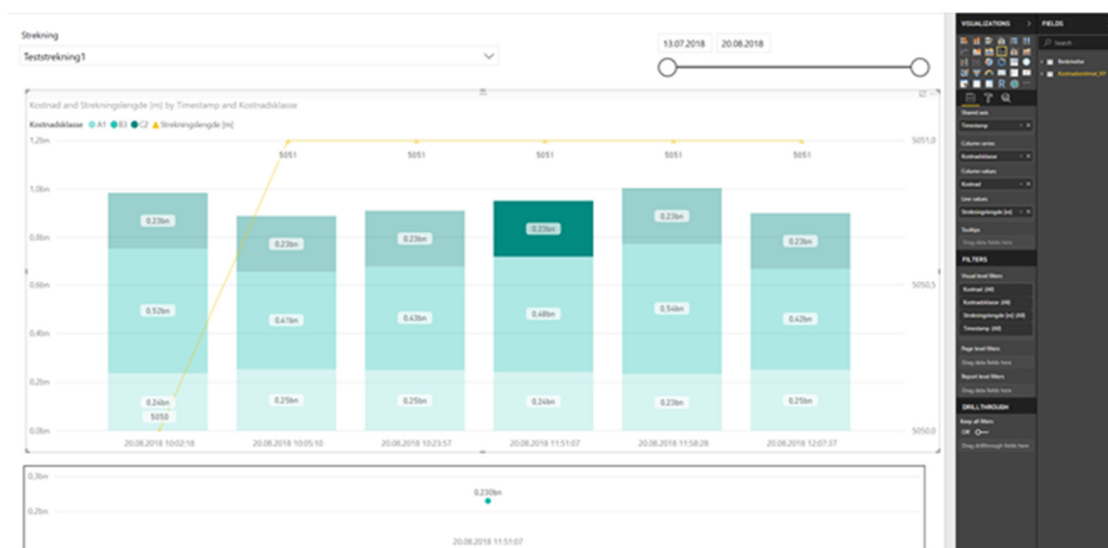 VISUALIZATIONS >
FIELDS
Strekning
Teststrekning1
13.07.2018 20.08.2018
Search
Kostnad and Strekningslengde [m] by Timestamp and Kostnadsklasse
Kostnadsklasse A1 B3 C2 Strekningslengde [m]
1,2bn
1,0bn
0,8bn
0,6bn
0,4bn
0,2bn
0,0bn
5051 5051 5051 5051 5051
5051,0
5050,5
5050,0
0,23bn 0,23bn 0,23bn 0,23bn 0,23bn 0,23bn
0,52bn 0,41bn 0,43bn 0,48bn 0,54bn 0,42bn
0,24bn 0,25bn 0,25bn 0,24bn 0,23bn 0,25bn
5050
20.08.2018 10:02:18 20.08.2018 10:05:10 20.08.2018 10:23:57 20.08.2018 11:51:07 20.08.2018 11:58:28 20.08.2018 12:07:37
0,3bn
0,2bn
0,230bn
20.08.2018 11:51:07
Shared axis
Timestamp
Column series
Kostnadsklasse
Column values
Kostnad
Line values
Strekningslengde [m]
Tooltips
Drag data fields here
FILTERS
Visual level filters
Kostnad (All)
Kostnadsklasse (All)
Strekningslengde [m] (All)
Timestamp (All)
Page level filters
Drag data fields here
Report level filters
Drag data fields here
DRILLTHROUGH
Keep all filters
Off
Drag drillthrough fields here